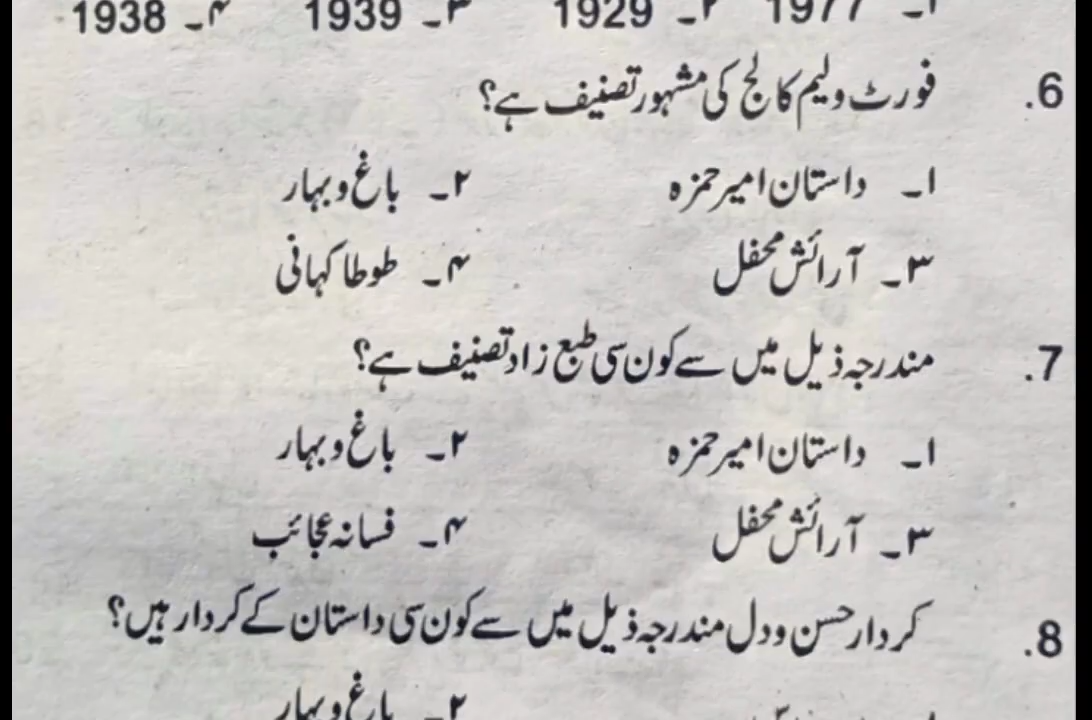 ۱۔ 1977 ۲۔ 1929 ۳۔ 1939 ۴۔ 1938
6. فورٹ ولیم کالج کی مشہور تصنیف ہے؟
۱۔ داستان امیر حمزہ ۲۔ باغ و بہار
۳۔ آرائش محفل ۴۔ طوطا کہانی
7. مندرجہ ذیل میں سے کون سی طبع زاد تصنیف ہے؟
۱۔ داستان امیر حمزہ ۲۔ باغ و بہار
۳۔ آرائش محفل ۴۔ فسانہ عجائب
8. کردار حسن و دل مندرجہ ذیل میں سے کون سی داستان کے کردار ہیں؟
۲۔ باغ و بہار